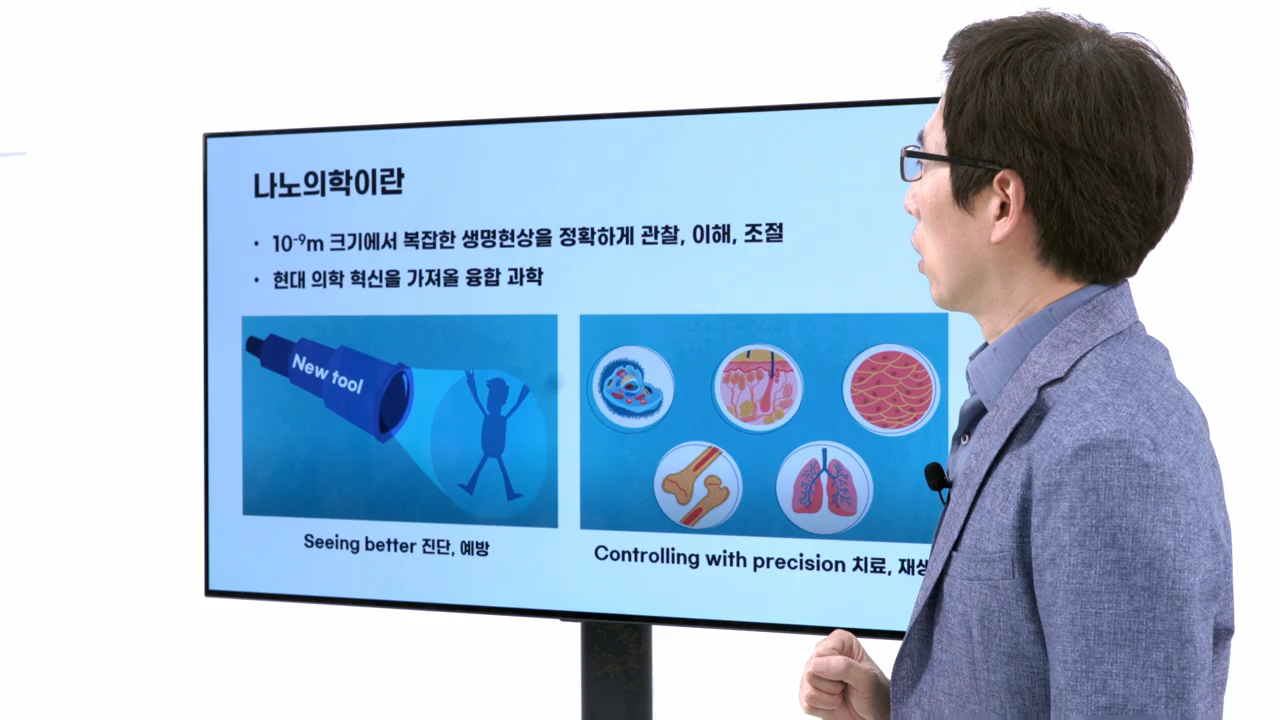 나노의학이란
• 10⁻⁹m 크기에서 복잡한 생명현상을 정확하게 관찰, 이해, 조절
• 현대 의학 혁신을 가져올 융합 과학
New tool
Seeing better 진단, 예방
Controlling with precision 치료, 재생